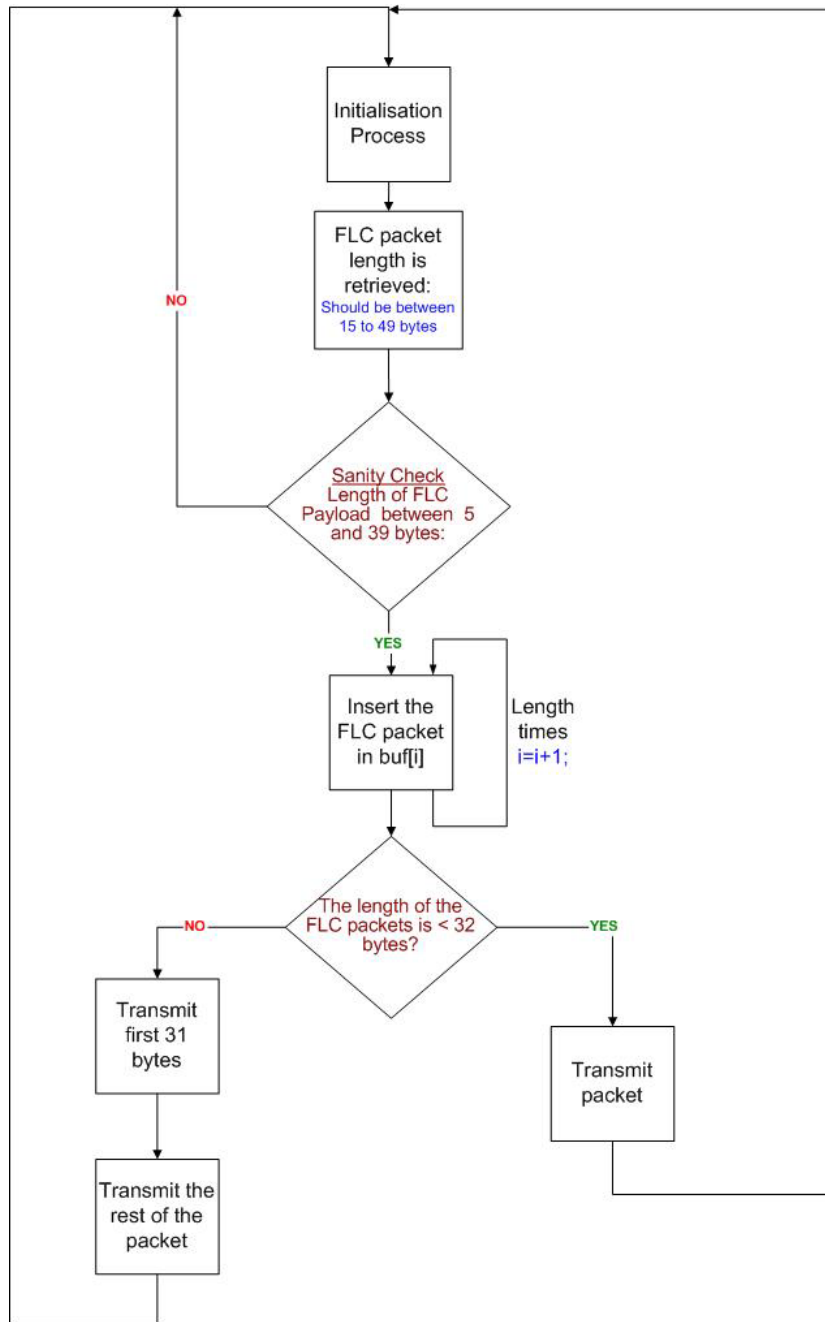 Initialisation
Process
FLC packet
length is
retrieved:
Should be between
15 to 49 bytes
NO
Sanity Check
Length of FLC
Payload between 5
and 39 bytes:
YES
Insert the
FLC packet
in buf[i]
Length
times
i=i+1;
The length of the
FLC packets is < 32
bytes?
NO
YES
Transmit
first 31
bytes
Transmit
packet
Transmit the
rest of the
packet